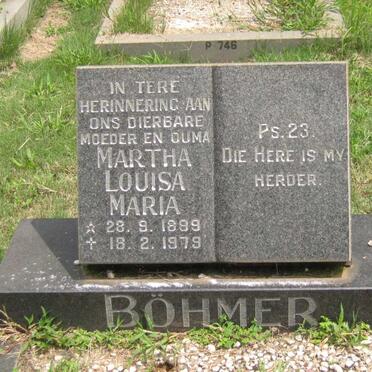 P 746
IN TERE
HERINNERING AAN
ONS DIERBARE
MOEDER EN OUMA
MARTHA
LOUISA
MARIA
☆ 28. 9. 1899
✝ 18. 2. 1979
Ps. 23.
DIE HERE IS MY
HERDER.
BÖHMER